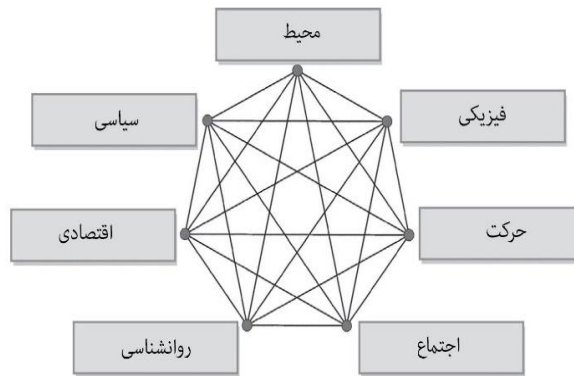 محیط
فیزیکی
سیاسی
حرکت
اقتصادی
اجتماع
روانشناسی